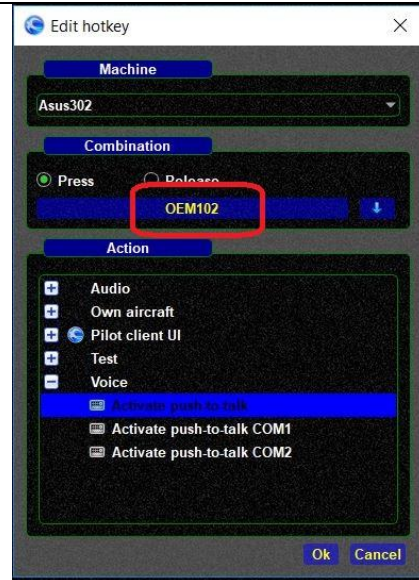 Edit hotkey
Machine
Asus302
Combination
Press Release
OEM102
Action
Audio
Own aircraft
Pilot client UI
Test
Voice
Activate push-to-talk
Activate push-to-talk COM1
Activate push-to-talk COM2
Ok Cancel